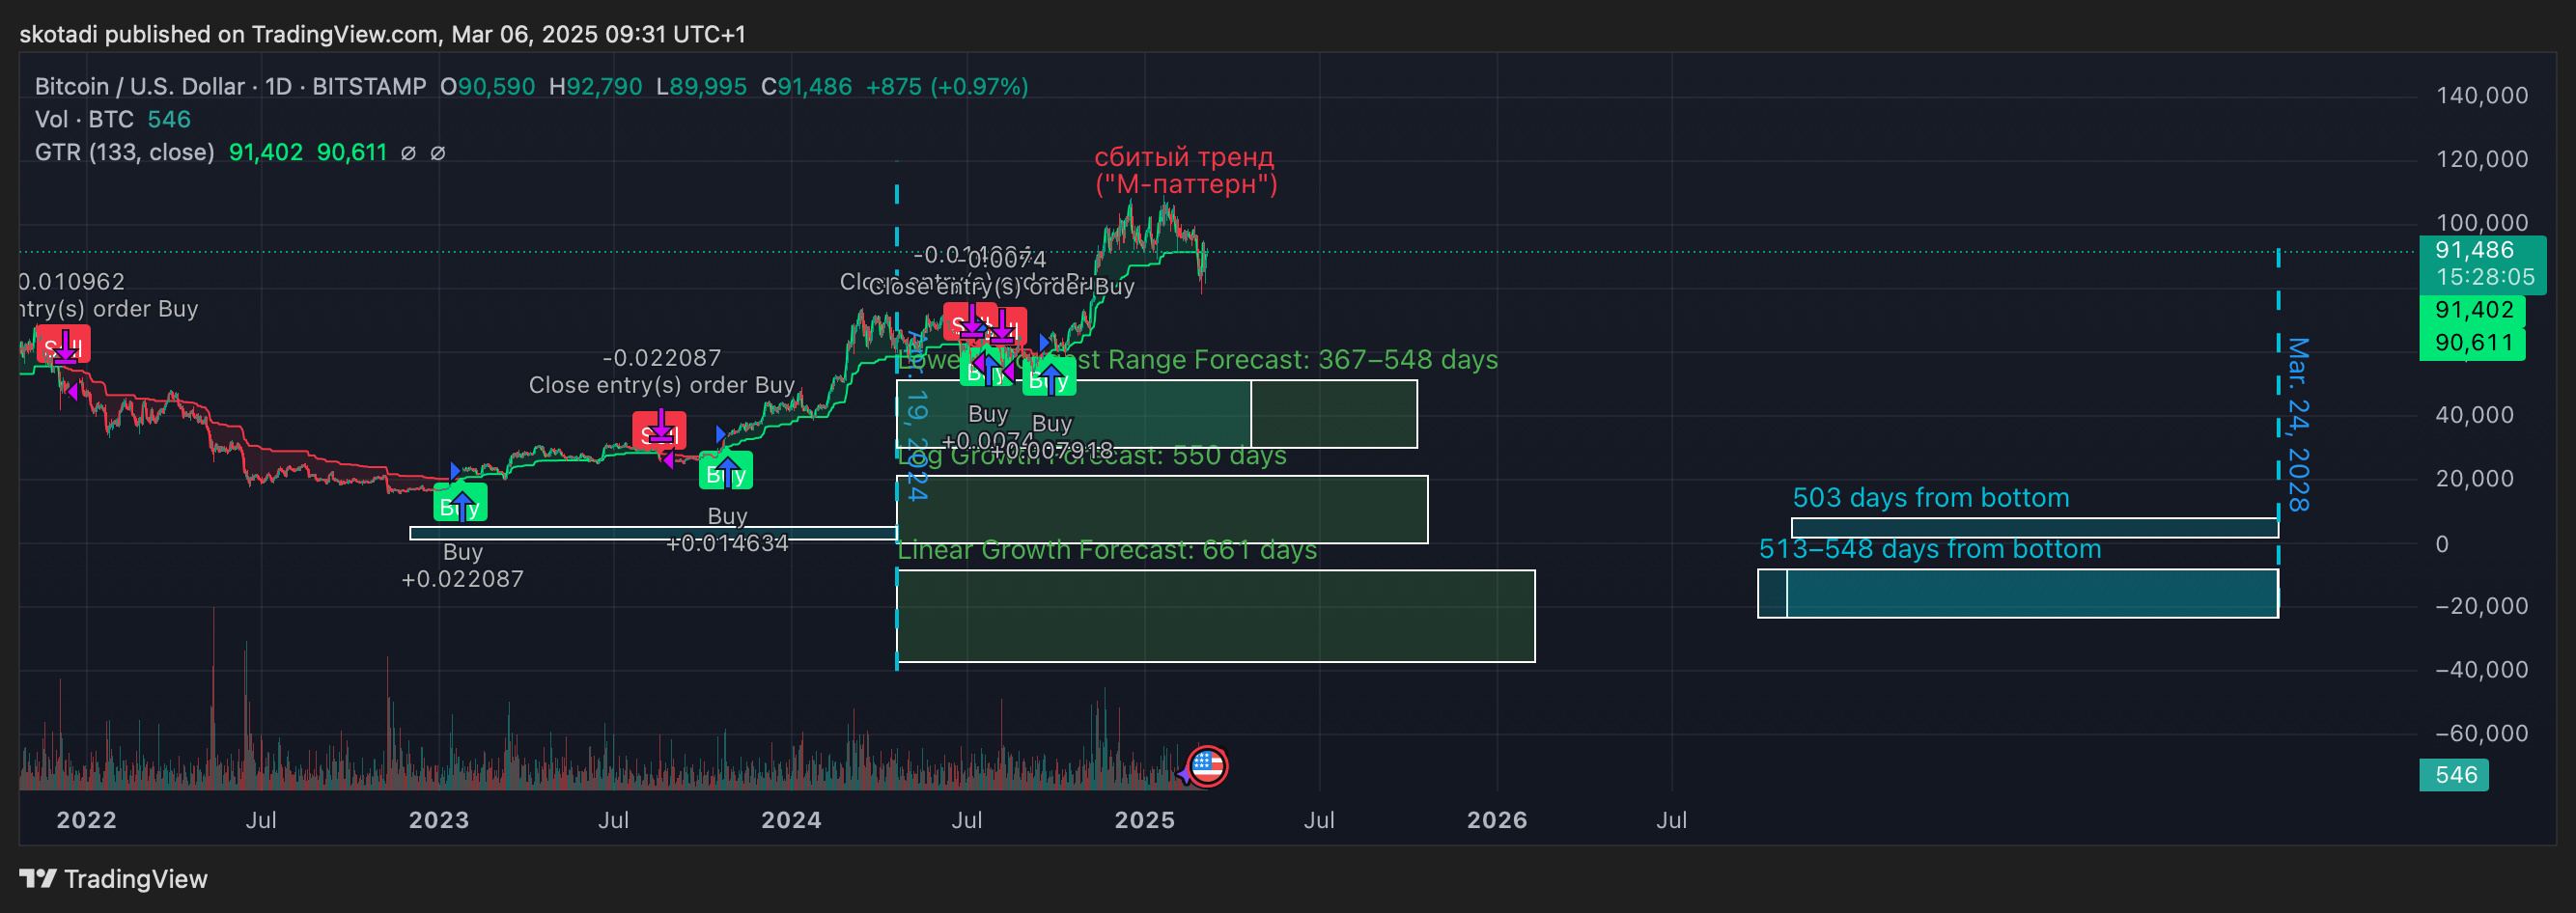 skotadi published on TradingView.com, Mar 06, 2025 09:31 UTC+1
Bitcoin / U.S. Dollar · 1D · BITSTAMP O90,590 H92,790 L89,995 C91,486 +875 (+0.97%)
Vol · BTC 546
GTR (133, close) 91,402 90,611 ∅ ∅
сбитый тренд
("М-паттерн")
140,000
120,000
100,000
91,486
15:28:05
91,402
90,611
40,000
20,000
0
−20,000
−40,000
−60,000
546
0.010962
ntry(s) order Buy
Sell
-0.022087
Close entry(s) order Buy
Sell
-0.0074
Close entry(s) order Buy
Buy
Buy
+0.022087
Buy
Buy
+0.014634
Buy
Buy
Buy
+0.0074
Buy
+0.007918
Range Forecast: 367–548 days
Log Growth Forecast: 550 days
Linear Growth Forecast: 661 days
19, 2024
503 days from bottom
513–548 days from bottom
Mar. 24, 2028
2022
Jul
2023
Jul
2024
Jul
2025
Jul
2026
Jul
TradingView